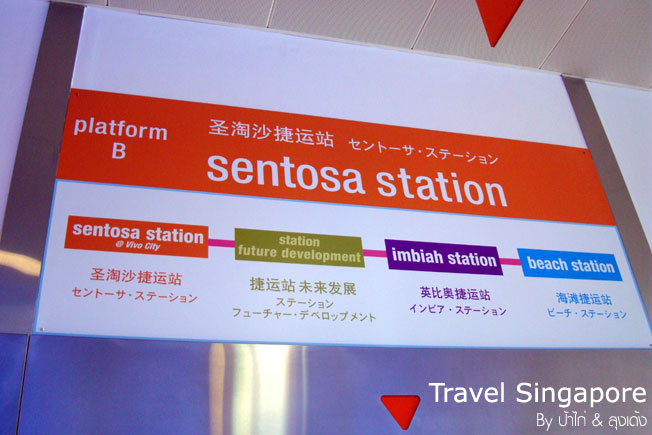 platform
B
圣淘沙捷运站 セントーサ・ステーション
sentosa station
sentosa station
@ Vivo City
圣淘沙捷运站
セントーサ・ステーション
station
future development
捷运站 未来发展
ステーション
フューチャー・デベロップメント
imbiah station
英比奥捷运站
インビア・ステーション
beach station
海滩捷运站
ビーチ・ステーション
Travel Singapore
By ป้าไก่ & ลุงเด้ง